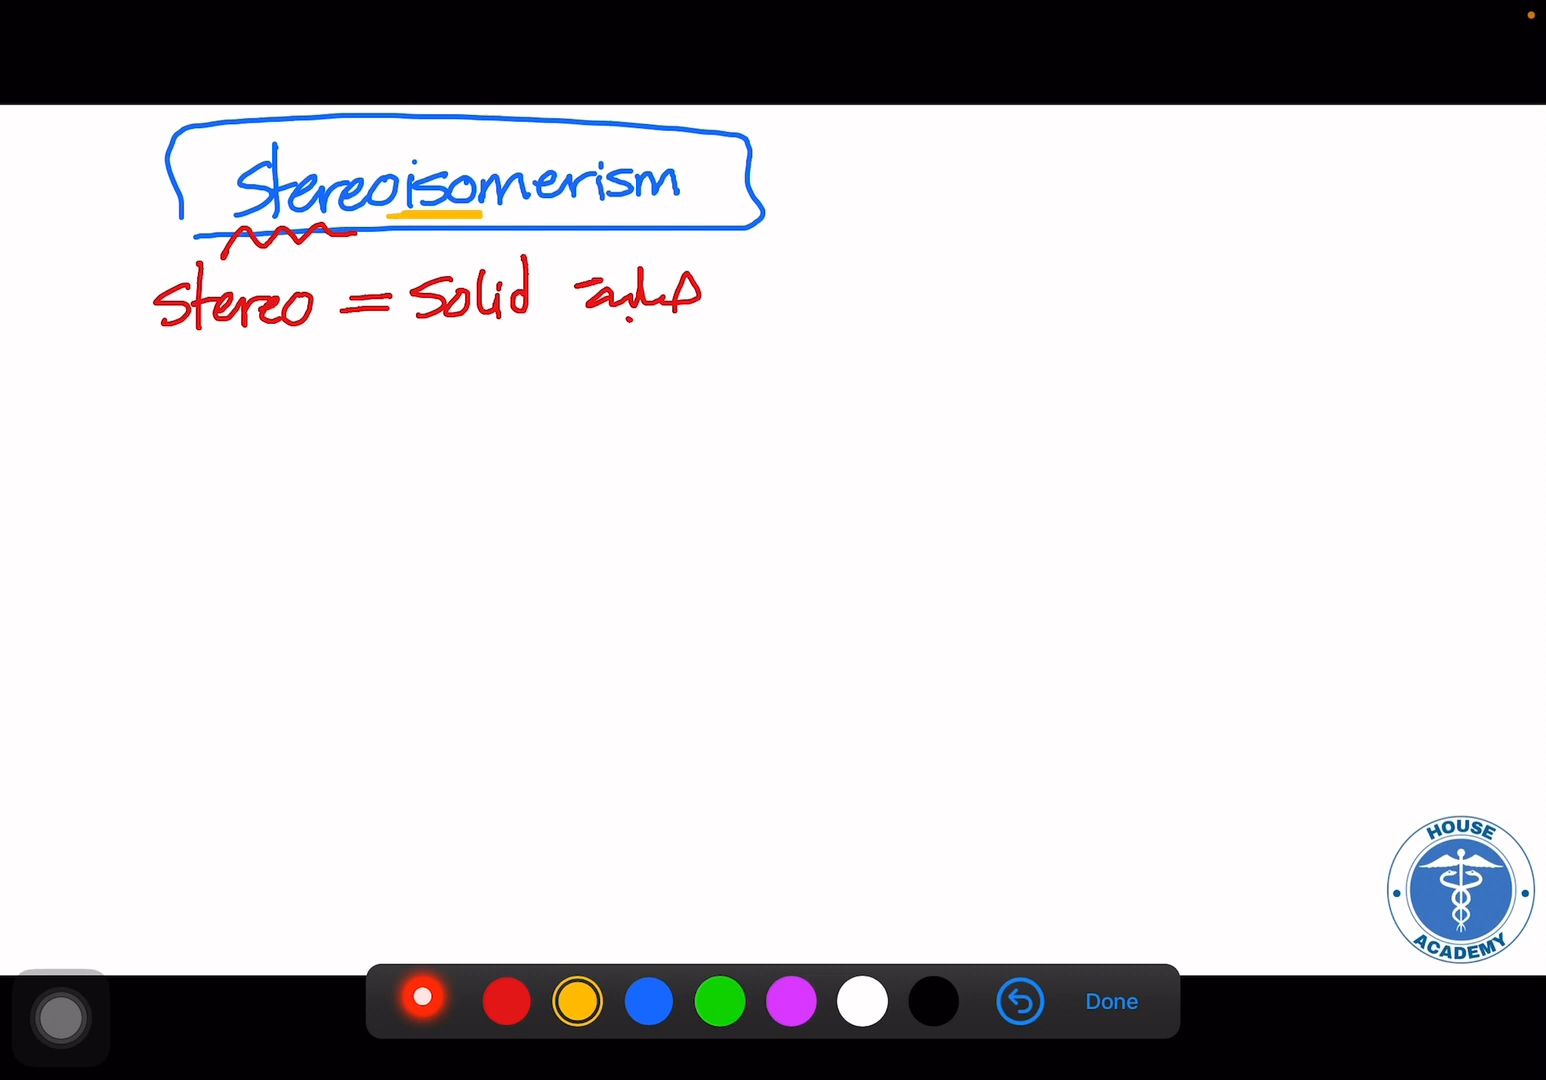 Stereoisomerism
Stereo = Solid صلبة
HOUSE
ACADEMY
Done